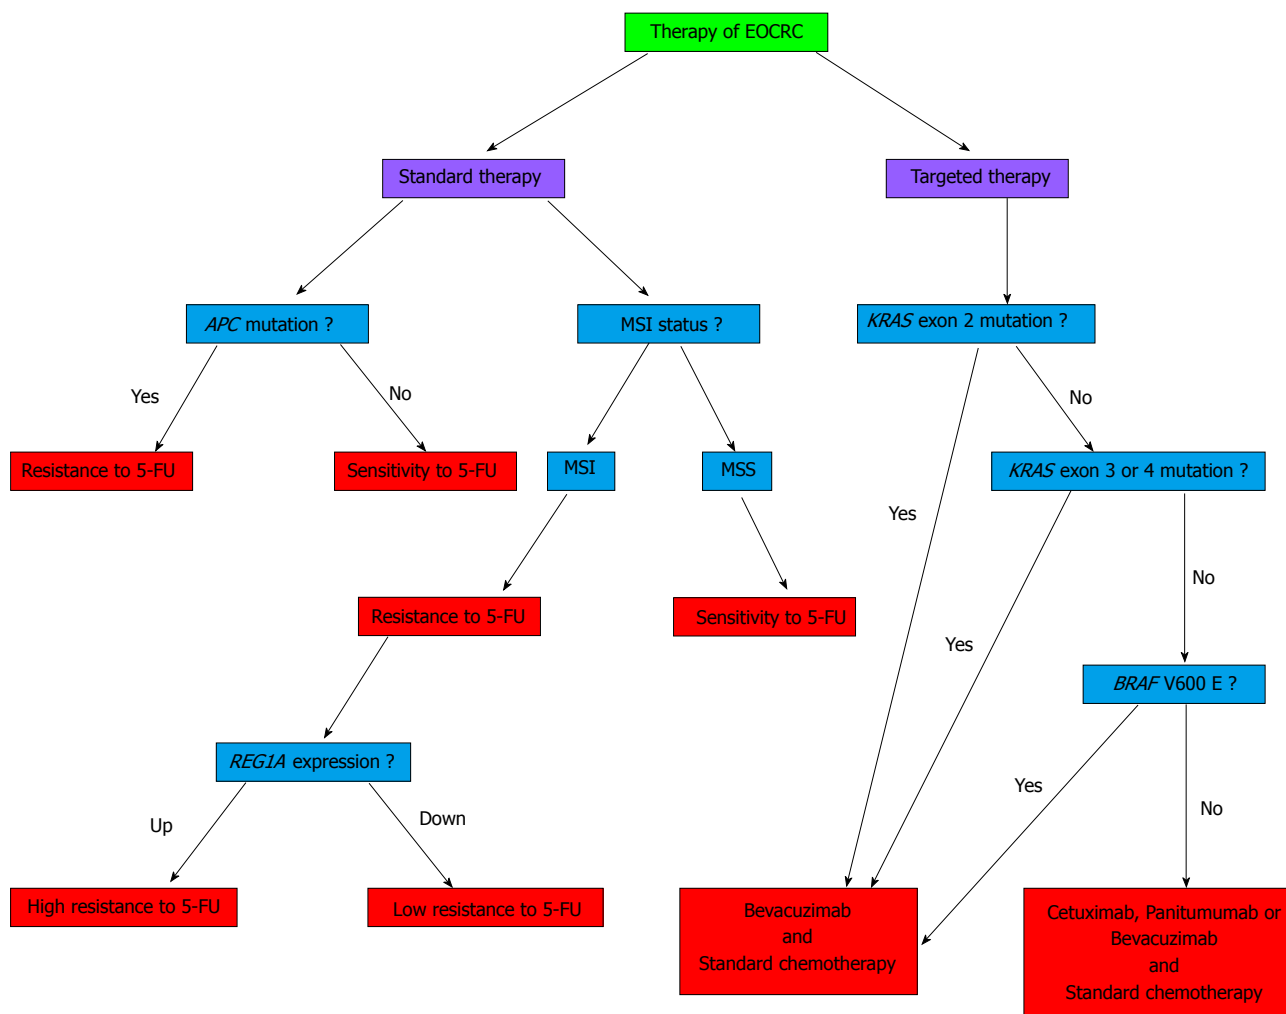 Therapy of EOCRC
Standard therapy
Targeted therapy
APC mutation ?
MSI status ?
KRAS exon 2 mutation ?
Yes
No
No
Resistance to 5-FU
Sensitivity to 5-FU
MSI
MSS
KRAS exon 3 or 4 mutation ?
Yes
No
Resistance to 5-FU
Sensitivity to 5-FU
Yes
BRAF V600 E ?
REG1A expression ?
Up
Down
Yes
No
High resistance to 5-FU
Low resistance to 5-FU
Bevacuzimab
and
Standard chemotherapy
Cetuximab, Panitumumab or
Bevacuzimab
and
Standard chemotherapy